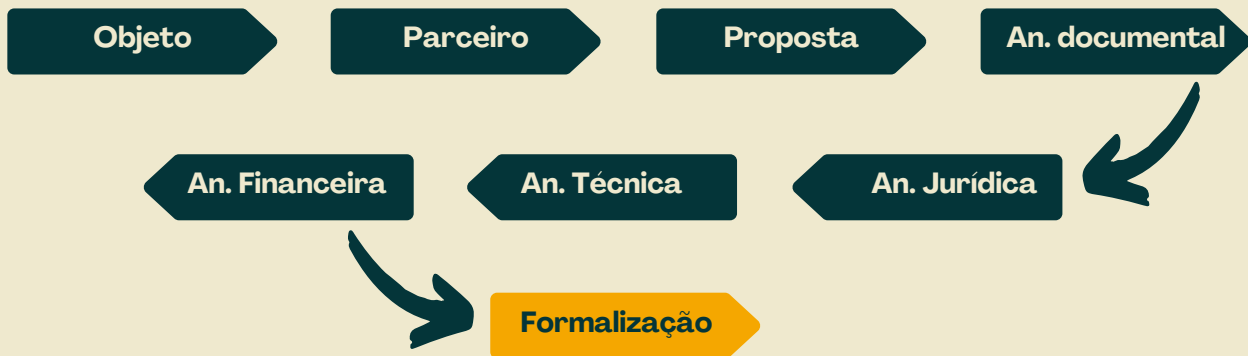 Objeto
Parceiro
Proposta
An. documental
An. Financeira
An. Técnica
An. Jurídica
Formalização